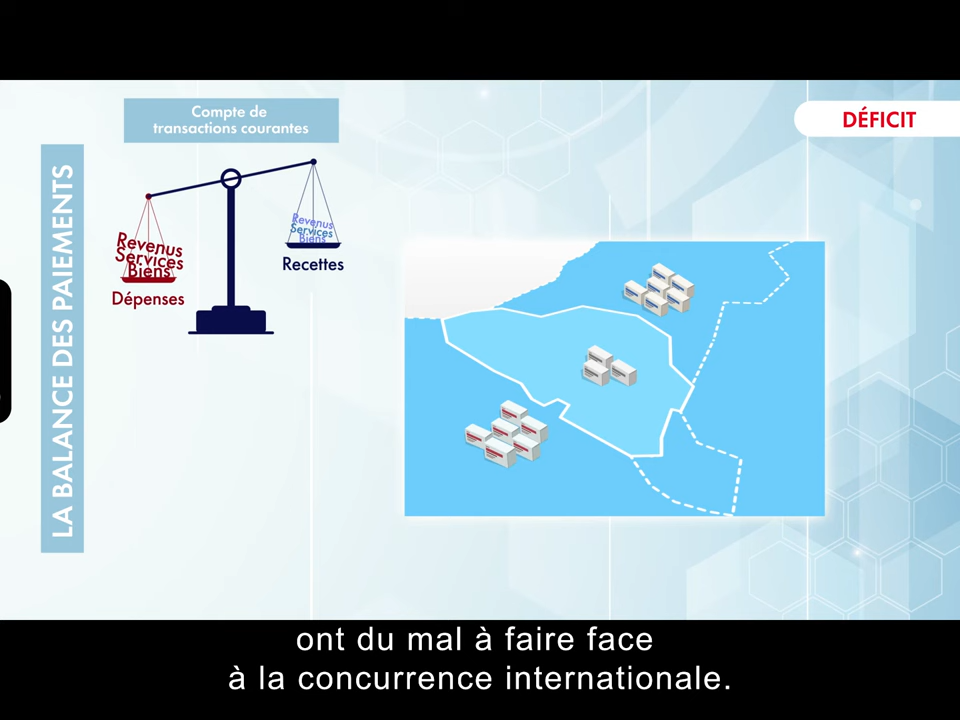 Compte de
transactions courantes
DÉFICIT
LA BALANCE DES PAIEMENTS
Revenus
Services
Biens
Dépenses
Revenus
Services
Biens
Recettes
ont du mal à faire face
à la concurrence internationale.